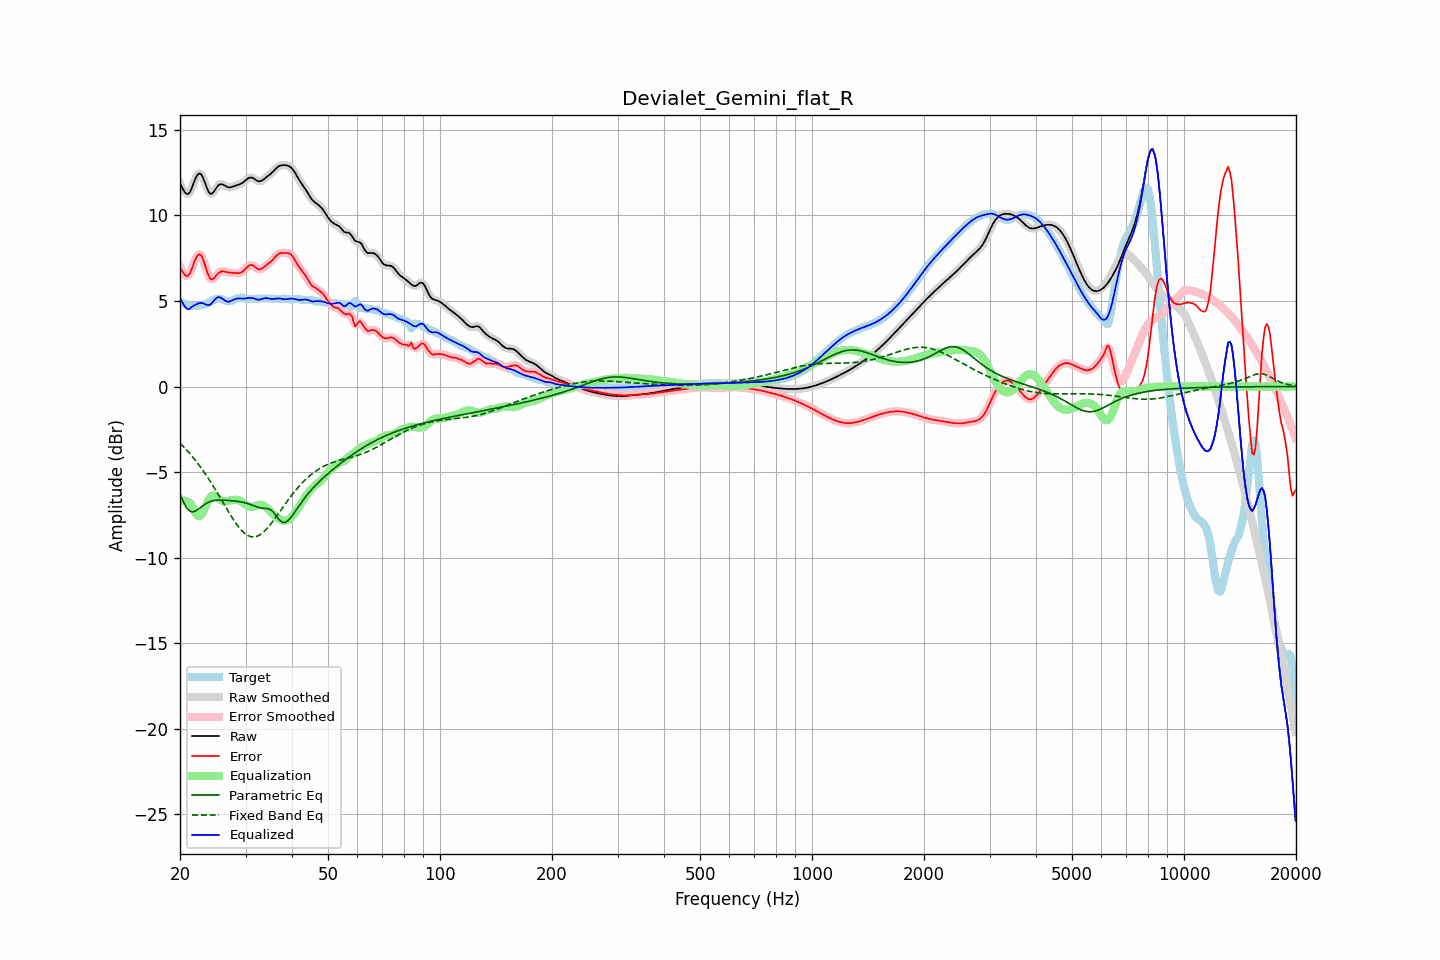 Devialet_Gemini_flat_R
Amplitude (dBr)
15
10
5
0
−5
−10
−15
−20
−25
Target
Raw Smoothed
Error Smoothed
Raw
Error
Equalization
Parametric Eq
Fixed Band Eq
Equalized
20
50
100
200
500
1000
2000
5000
10000
20000
Frequency (Hz)